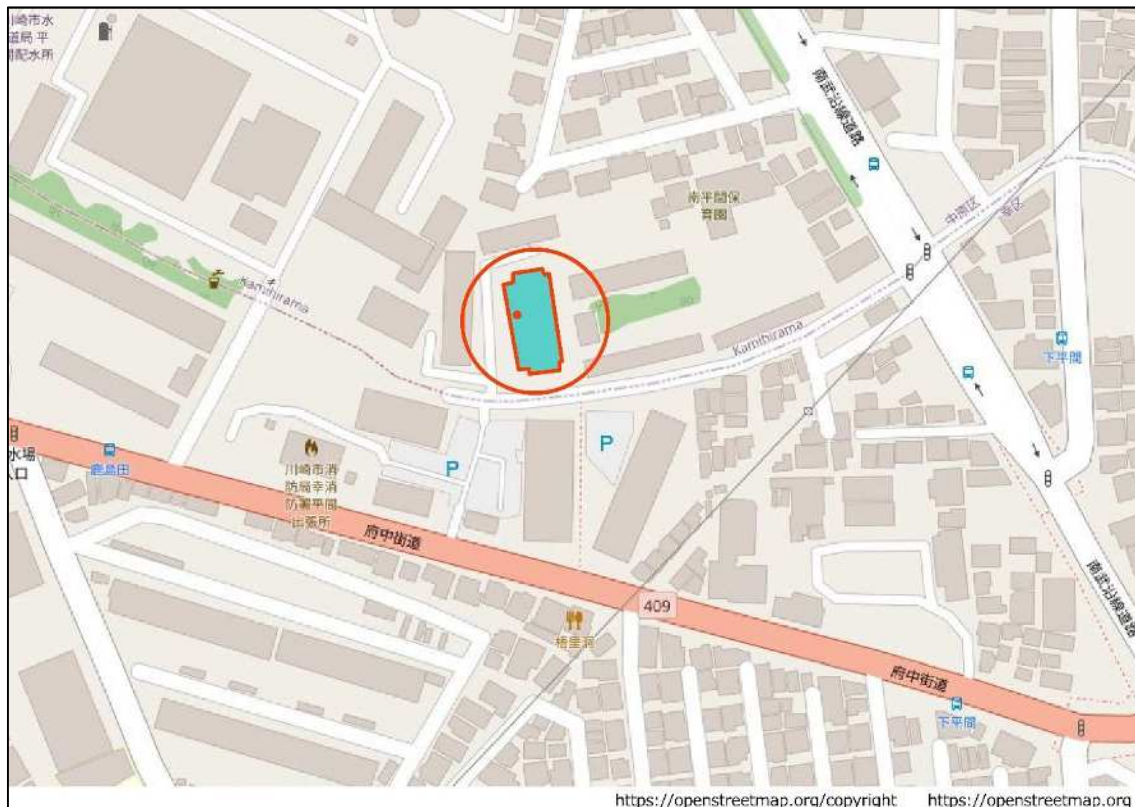 川崎市水
道局 平
間配水所
南武沿線道路
南平間保
育園
中原区
幸区
Kamihirama
Kamihirama
下平間
水場
入口
鹿島田
P
P
川崎市消
防局幸消
防署平間
出張所
府中街道
409
南武沿線道路
府中街道
下平間
https://openstreetmap.org/copyright
https://openstreetmap.org